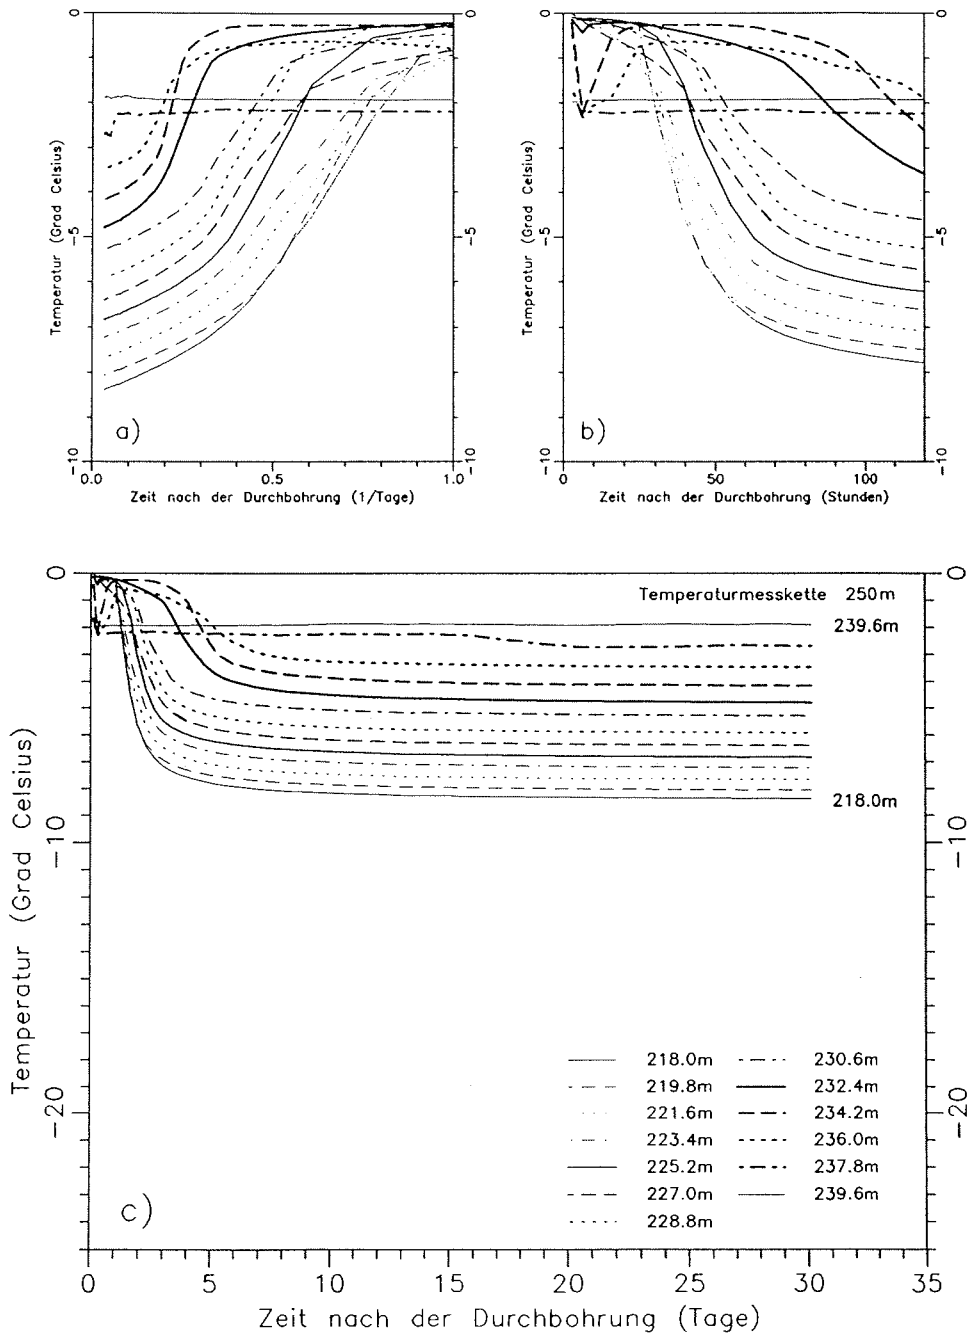 0
0
-5
-5
-10
-10
Temperatur (Grad Celsius)
a)
0.0
0.5
1.0
Zeit nach der Durchbohrung (1/Tage)
0
0
-5
-5
-10
-10
Temperatur (Grad Celsius)
b)
0
50
100
Zeit nach der Durchbohrung (Stunden)
0
0
-10
-10
-20
-20
Temperatur (Grad Celsius)
Temperaturmesskette 250m
239.6m
218.0m
218.0m 230.6m
219.8m 232.4m
221.6m 234.2m
223.4m 236.0m
225.2m 237.8m
227.0m 239.6m
228.8m
c)
0 5 10 15 20 25 30 35
Zeit nach der Durchbohrung (Tage)